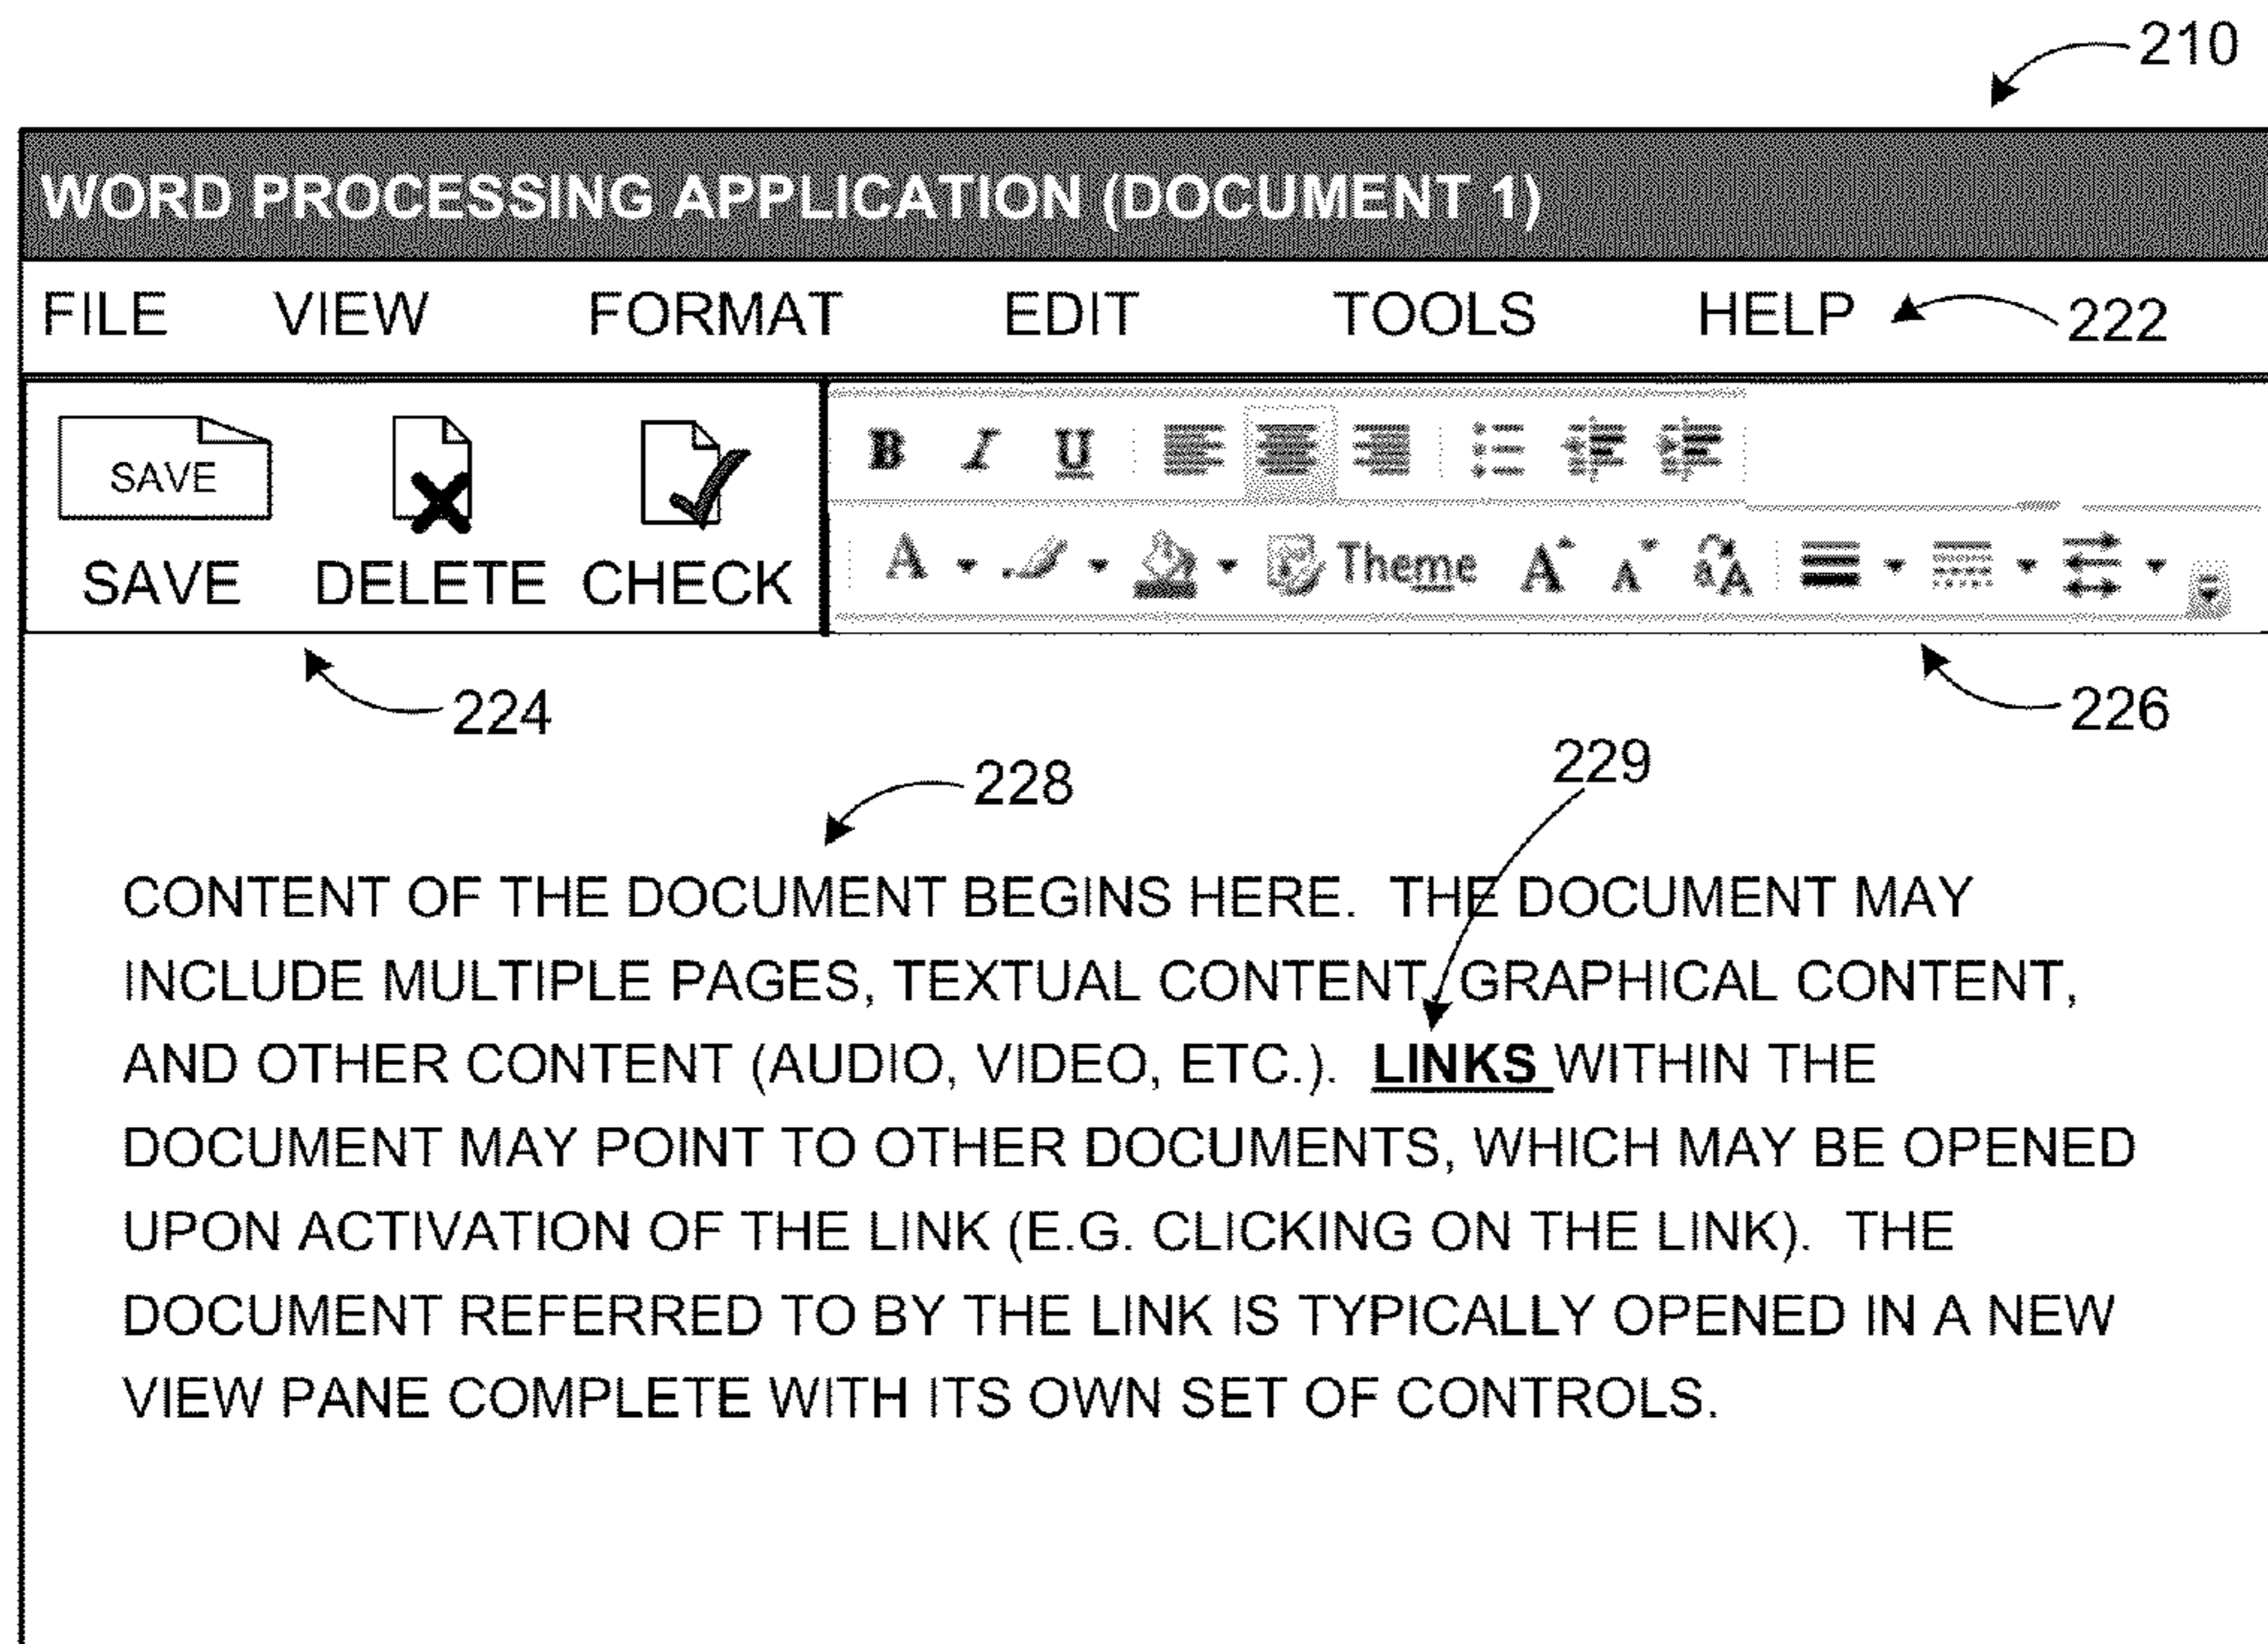 210
WORD PROCESSING APPLICATION (DOCUMENT 1)
FILE VIEW FORMAT EDIT TOOLS HELP 222
SAVE B I U
SAVE DELETE CHECK A Theme A A aA
224 226
228 229
CONTENT OF THE DOCUMENT BEGINS HERE. THE DOCUMENT MAY
INCLUDE MULTIPLE PAGES, TEXTUAL CONTENT, GRAPHICAL CONTENT,
AND OTHER CONTENT (AUDIO, VIDEO, ETC.). LINKS WITHIN THE
DOCUMENT MAY POINT TO OTHER DOCUMENTS, WHICH MAY BE OPENED
UPON ACTIVATION OF THE LINK (E.G. CLICKING ON THE LINK). THE
DOCUMENT REFERRED TO BY THE LINK IS TYPICALLY OPENED IN A NEW
VIEW PANE COMPLETE WITH ITS OWN SET OF CONTROLS.